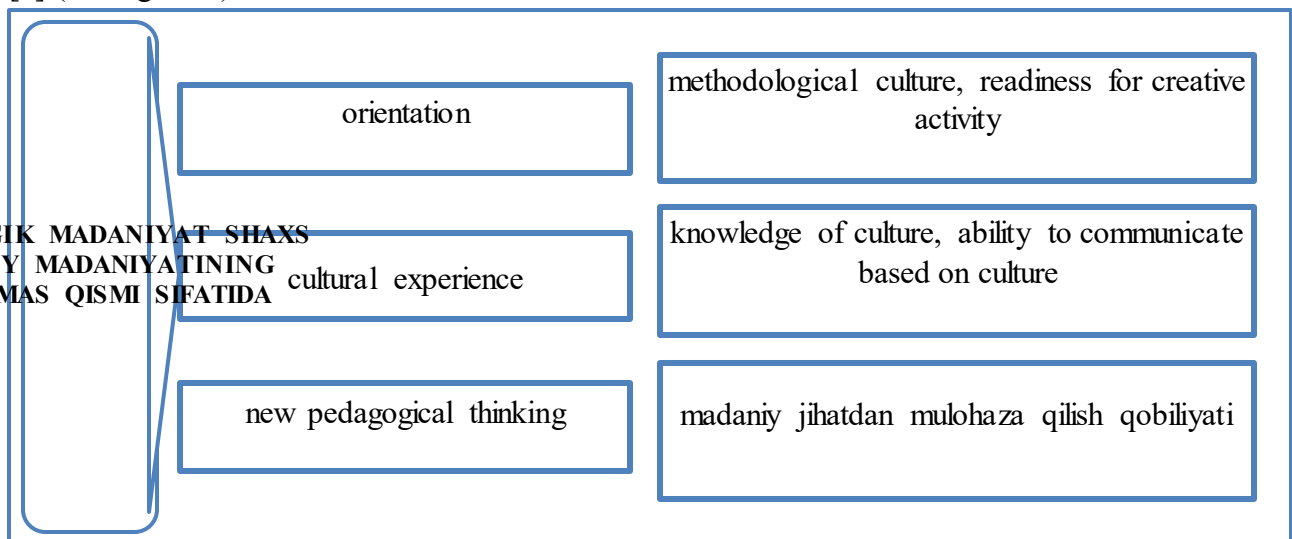 orientation
methodological culture, readiness for creative
activity
MADANIYAT SHAXS
MADANIYATINING
QISMI SIFATIDA
cultural experience
knowledge of culture, ability to communicate
based on culture
new pedagogical thinking
madaniy jihatdan mulohaza qilish qobiliyati